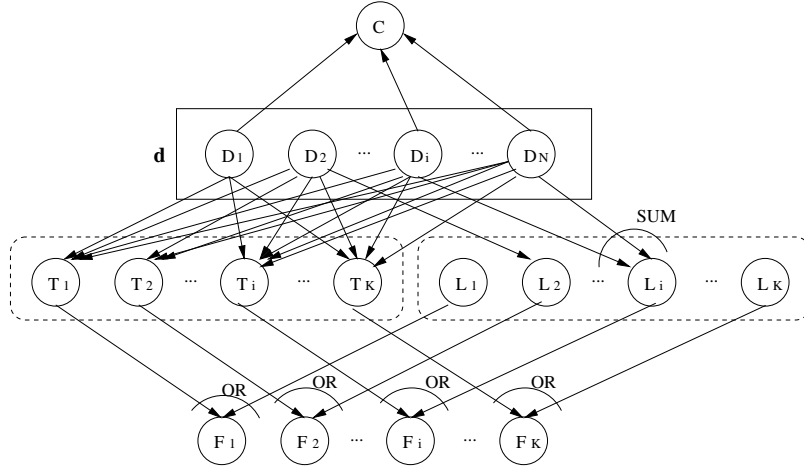 C
d D1 D2 ... Di ... DN
SUM
T1 T2 ... Ti ... TK L1 L2 ... Li ... LK
OR OR OR OR
F1 F2 ... Fi ... FK